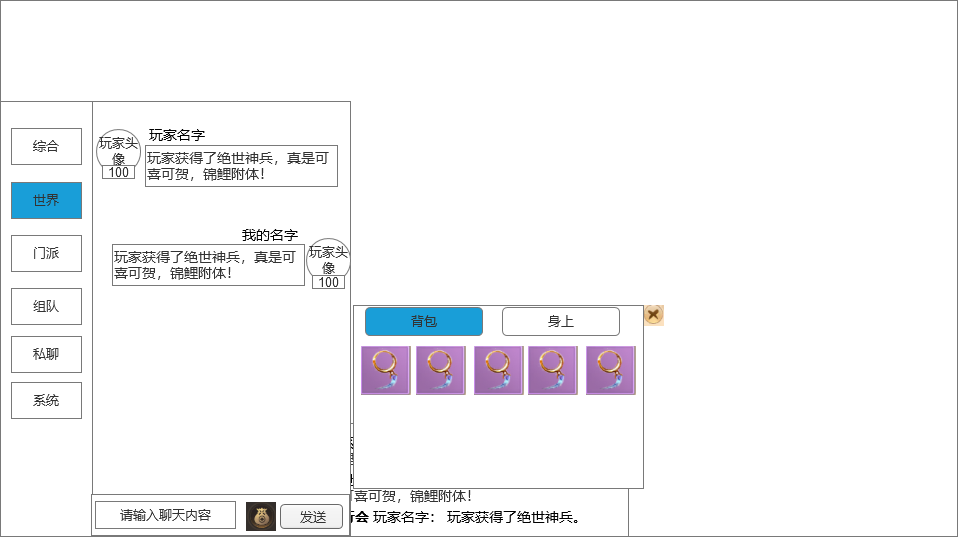 综合
世界
门派
组队
私聊
系统
玩家头
像
100
玩家名字
玩家获得了绝世神兵，真是可
喜可贺，锦鲤附体！
我的名字
玩家获得了绝世神兵，真是可
喜可贺，锦鲤附体！
玩家头
像
100
背包
身上
可喜可贺，锦鲤附体！
会 玩家名字： 玩家获得了绝世神兵。
请输入聊天内容
发送